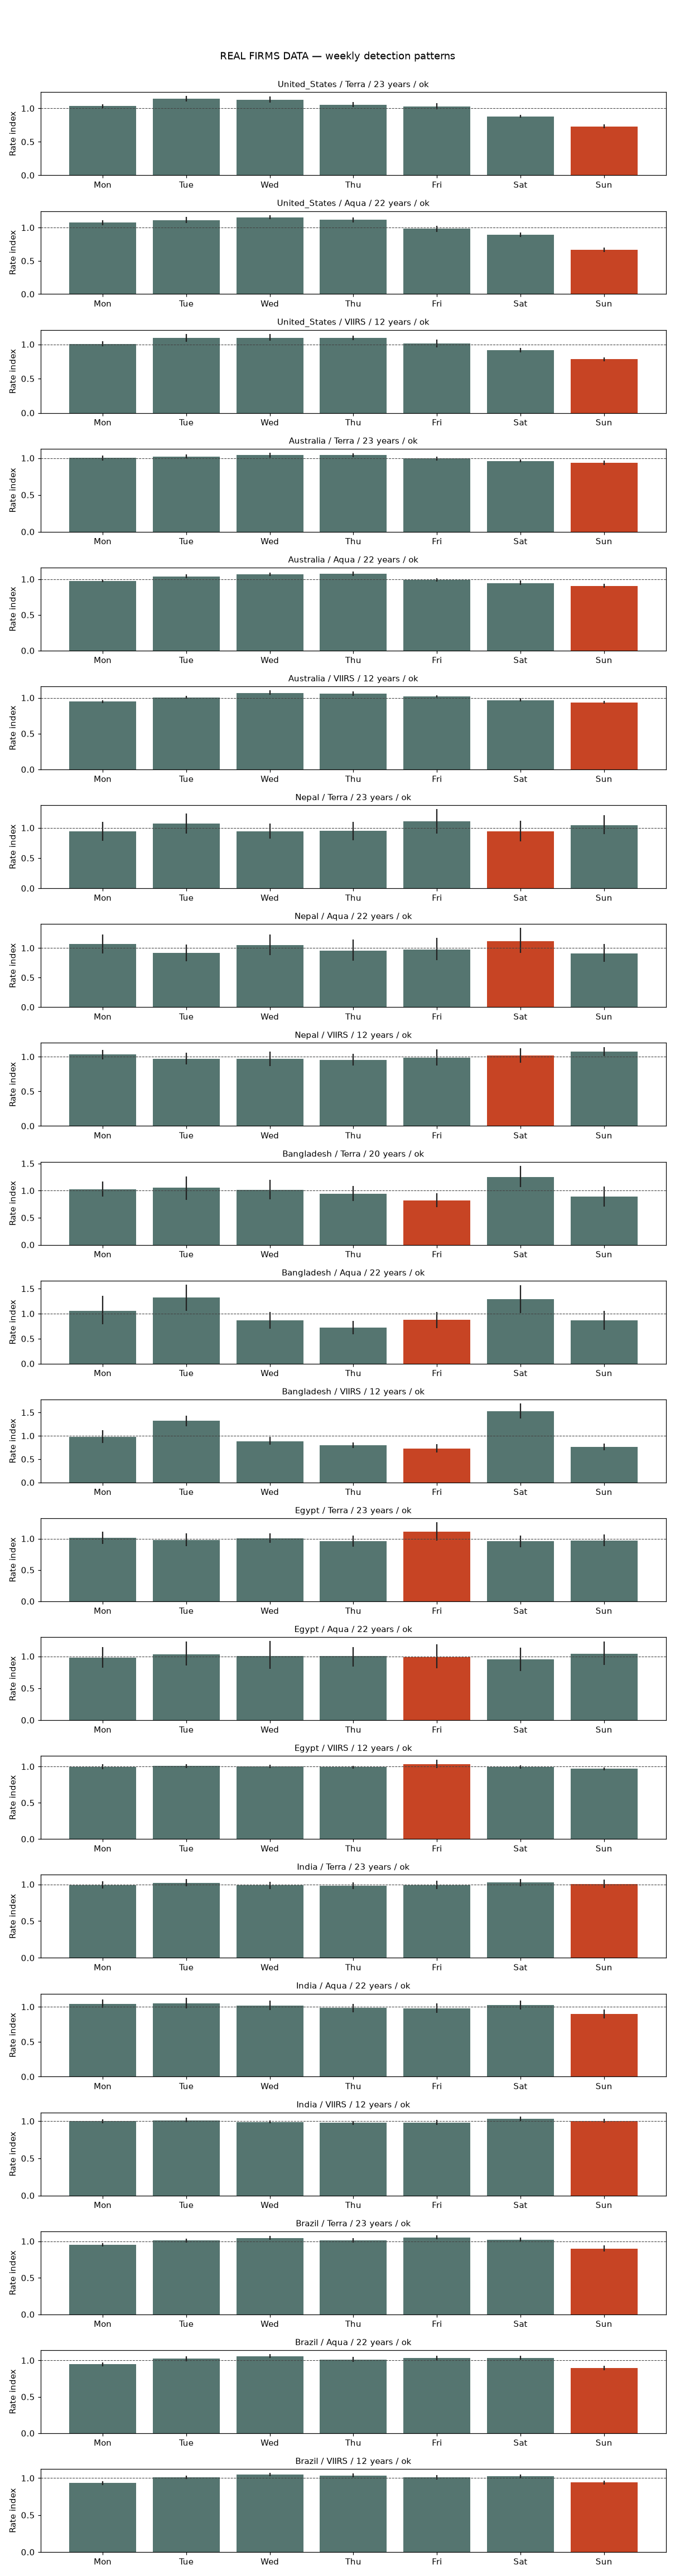 REAL FIRMS DATA — weekly detection patterns
United_States / Terra / 23 years / ok
Rate index
1.0
0.5
0.0
Mon Tue Wed Thu Fri Sat Sun
United_States / Aqua / 22 years / ok
Rate index
1.0
0.5
0.0
Mon Tue Wed Thu Fri Sat Sun
United_States / VIIRS / 12 years / ok
Rate index
1.0
0.5
0.0
Mon Tue Wed Thu Fri Sat Sun
Australia / Terra / 23 years / ok
Rate index
1.0
0.5
0.0
Mon Tue Wed Thu Fri Sat Sun
Australia / Aqua / 22 years / ok
Rate index
1.0
0.5
0.0
Mon Tue Wed Thu Fri Sat Sun
Australia / VIIRS / 12 years / ok
Rate index
1.0
0.5
0.0
Mon Tue Wed Thu Fri Sat Sun
Nepal / Terra / 23 years / ok
Rate index
1.0
0.5
0.0
Mon Tue Wed Thu Fri Sat Sun
Nepal / Aqua / 22 years / ok
Rate index
1.0
0.5
0.0
Mon Tue Wed Thu Fri Sat Sun
Nepal / VIIRS / 12 years / ok
Rate index
1.0
0.5
0.0
Mon Tue Wed Thu Fri Sat Sun
Bangladesh / Terra / 20 years / ok
Rate index
1.5
1.0
0.5
0.0
Mon Tue Wed Thu Fri Sat Sun
Bangladesh / Aqua / 22 years / ok
Rate index
1.5
1.0
0.5
0.0
Mon Tue Wed Thu Fri Sat Sun
Bangladesh / VIIRS / 12 years / ok
Rate index
1.5
1.0
0.5
0.0
Mon Tue Wed Thu Fri Sat Sun
Egypt / Terra / 23 years / ok
Rate index
1.0
0.5
0.0
Mon Tue Wed Thu Fri Sat Sun
Egypt / Aqua / 22 years / ok
Rate index
1.0
0.5
0.0
Mon Tue Wed Thu Fri Sat Sun
Egypt / VIIRS / 12 years / ok
Rate index
1.0
0.5
0.0
Mon Tue Wed Thu Fri Sat Sun
India / Terra / 23 years / ok
Rate index
1.0
0.5
0.0
Mon Tue Wed Thu Fri Sat Sun
India / Aqua / 22 years / ok
Rate index
1.0
0.5
0.0
Mon Tue Wed Thu Fri Sat Sun
India / VIIRS / 12 years / ok
Rate index
1.0
0.5
0.0
Mon Tue Wed Thu Fri Sat Sun
Brazil / Terra / 23 years / ok
Rate index
1.0
0.5
0.0
Mon Tue Wed Thu Fri Sat Sun
Brazil / Aqua / 22 years / ok
Rate index
1.0
0.5
0.0
Mon Tue Wed Thu Fri Sat Sun
Brazil / VIIRS / 12 years / ok
Rate index
1.0
0.5
0.0
Mon Tue Wed Thu Fri Sat Sun